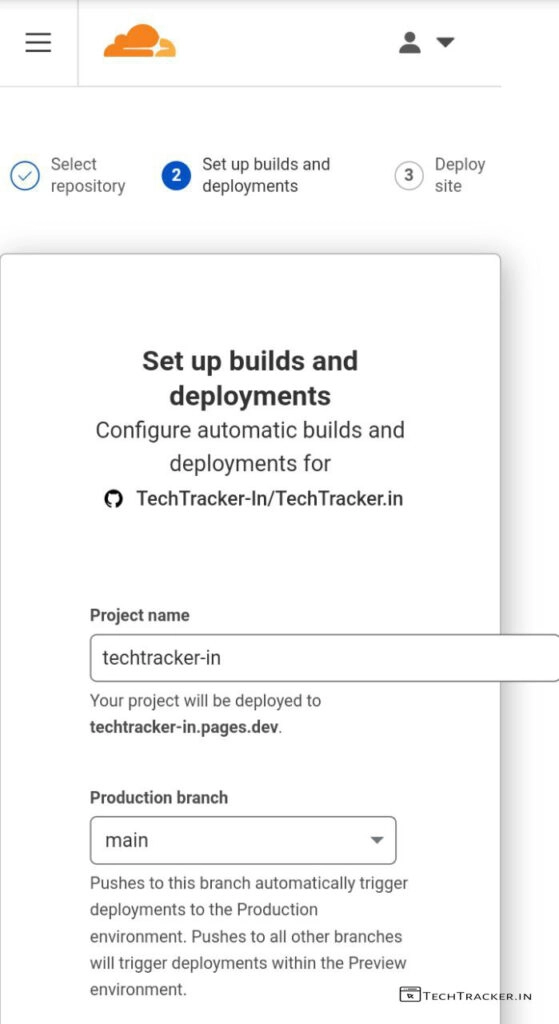 Select
repository
2
Set up builds and
deployments
3
Deploy
site
Set up builds and
deployments
Configure automatic builds and
deployments for
TechTracker-In/TechTracker.in
Project name
techtracker-in
Your project will be deployed to
techtracker-in.pages.dev.
Production branch
main
Pushes to this branch automatically trigger
deployments to the Production
environment. Pushes to all other branches
will trigger deployments within the Preview
environment.
TECHTRACKER.IN